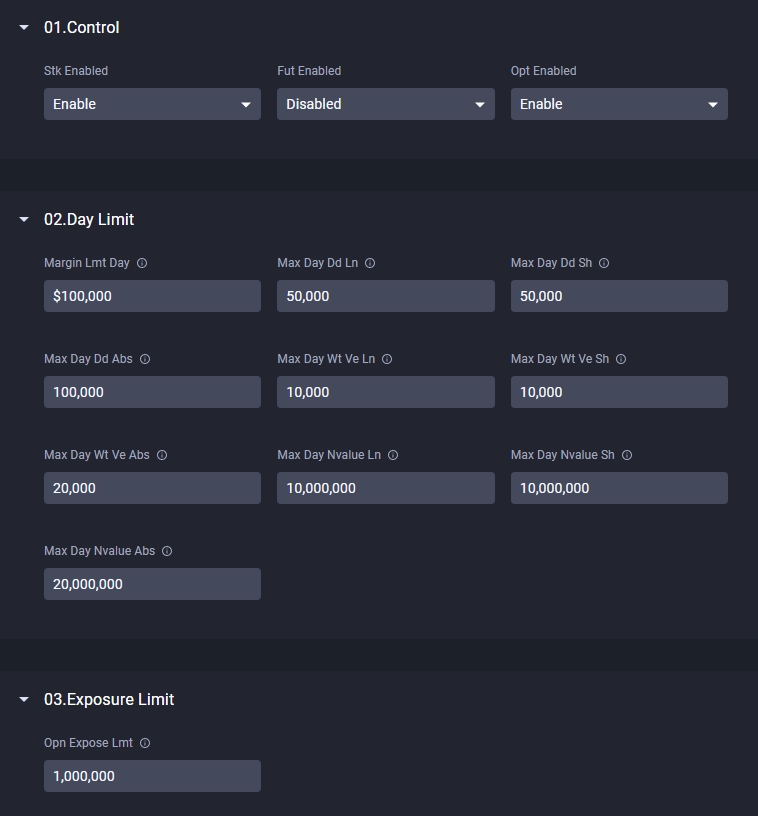 01.Control
Stk Enabled Fut Enabled Opt Enabled
Enable Disabled Enable
02.Day Limit
Margin Lmt Day Max Day Dd Ln Max Day Dd Sh
$100,000 50,000 50,000
Max Day Dd Abs Max Day Wt Ve Ln Max Day Wt Ve Sh
100,000 10,000 10,000
Max Day Wt Ve Abs Max Day Nvalue Ln Max Day Nvalue Sh
20,000 10,000,000 10,000,000
Max Day Nvalue Abs
20,000,000
03.Exposure Limit
Opn Expose Lmt
1,000,000